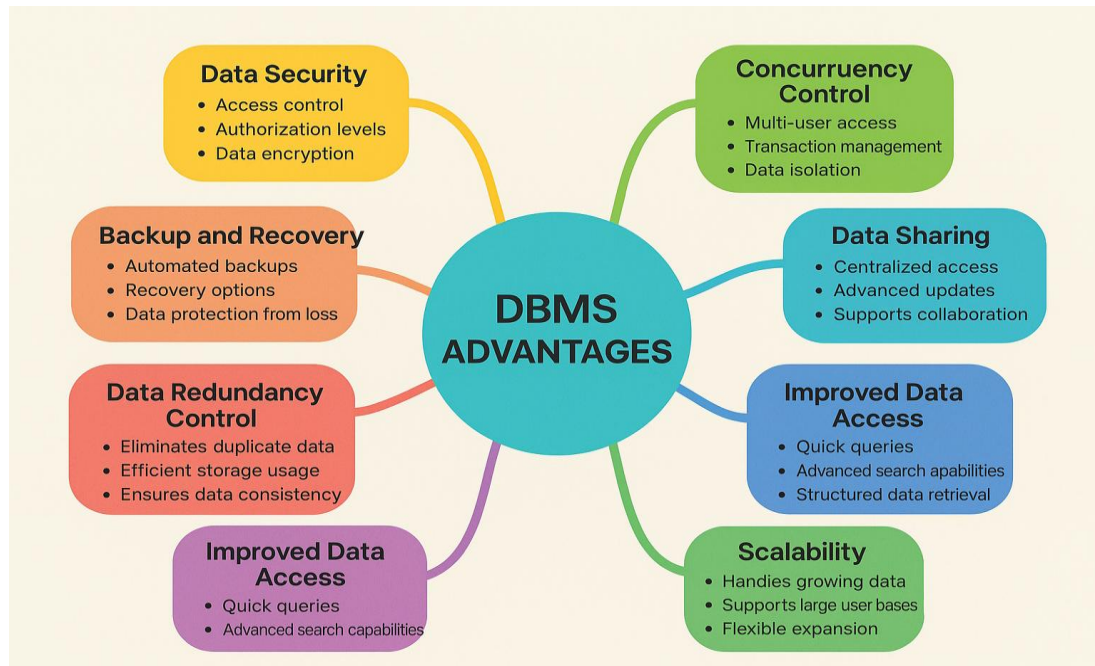 Data Security
• Access control
• Authorization levels
• Data encryption
Concurruency
Control
• Multi-user access
• Transaction management
• Data isolation
Backup and Recovery
• Automated backups
• Recovery options
• Data protection from loss
Data Sharing
• Centralized access
• Advanced updates
• Supports collaboration
DBMS
ADVANTAGES
Data Redundancy
Control
• Eliminates duplicate data
• Efficient storage usage
• Ensures data consistency
Improved Data
Access
• Quick queries
• Advanced search apabilities
• Structured data retrieval
Improved Data
Access
• Quick queries
• Advanced search capabilities
Scalability
• Handies growing data
• Supports large user bases
• Flexible expansion